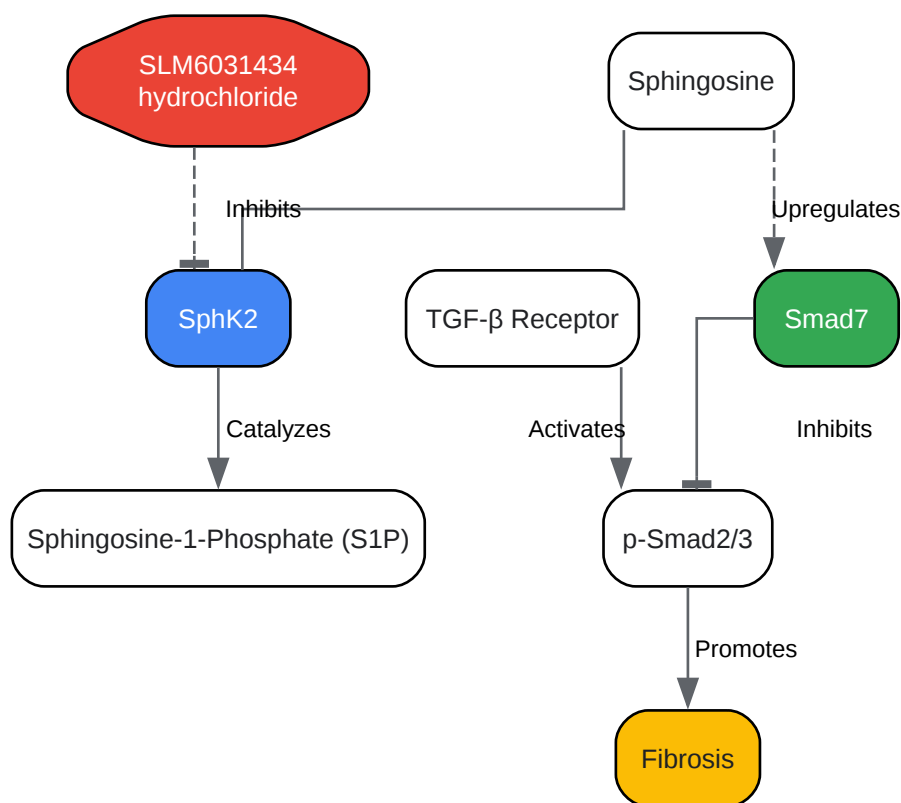 SLM6031434
hydrochloride
Sphingosine
Inhibits
Upregulates
SphK2
TGF-β Receptor
Smad7
Catalyzes
Activates
Inhibits
Sphingosine-1-Phosphate (S1P)
p-Smad2/3
Promotes
Fibrosis